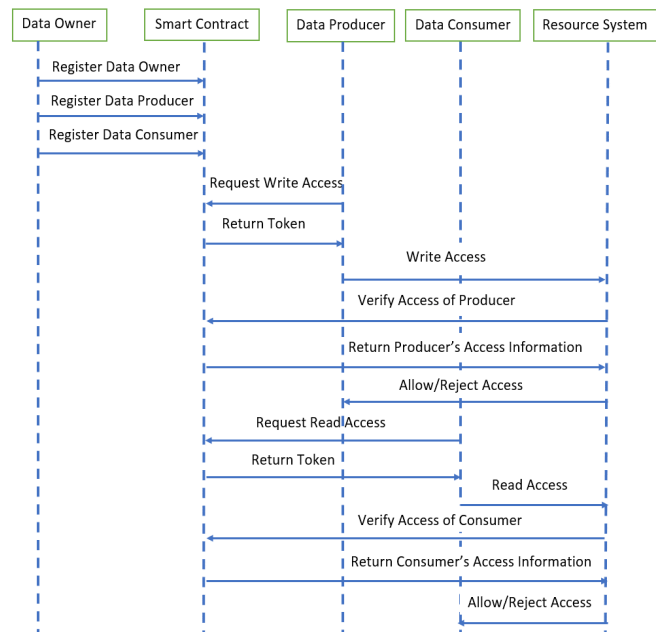 Data Owner
Smart Contract
Data Producer
Data Consumer
Resource System
Register Data Owner
Register Data Producer
Register Data Consumer
Request Write Access
Return Token
Write Access
Verify Access of Producer
Return Producer’s Access Information
Allow/Reject Access
Request Read Access
Return Token
Read Access
Verify Access of Consumer
Return Consumer’s Access Information
Allow/Reject Access